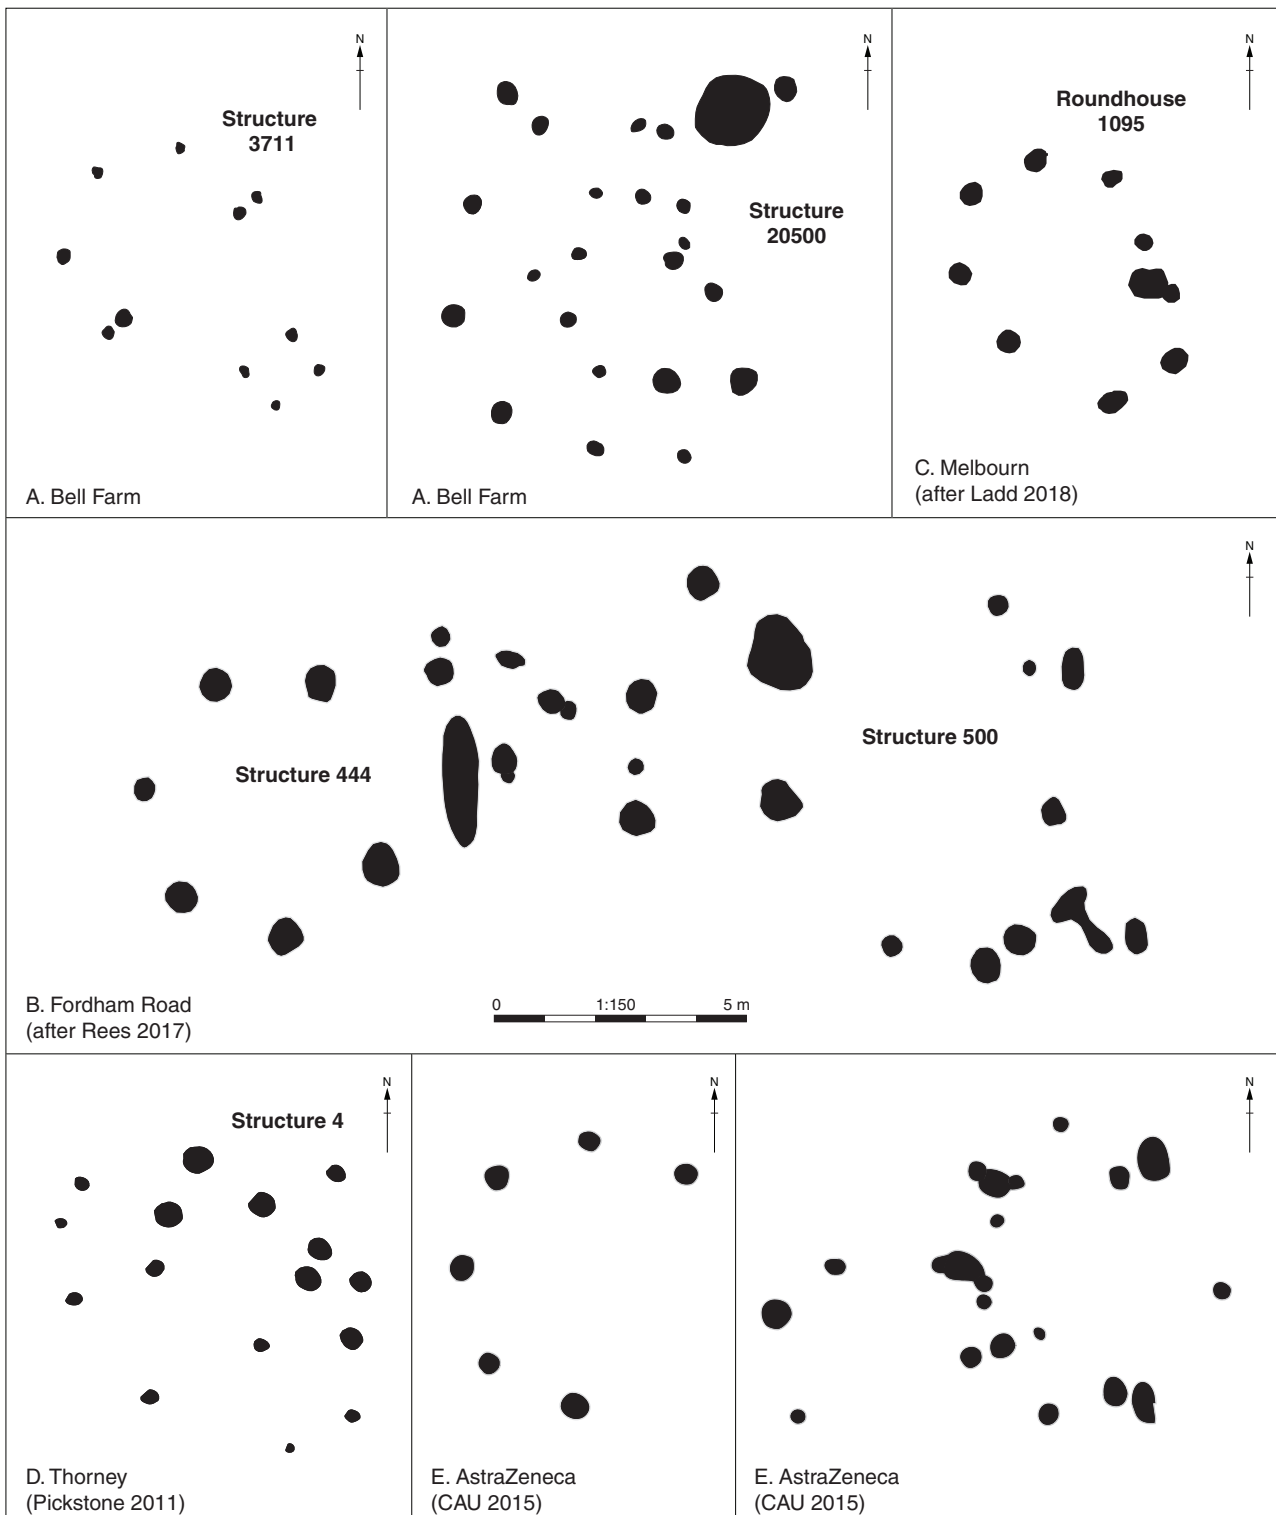 N
Structure
3711
A. Bell Farm
N
Structure
20500
A. Bell Farm
N
Roundhouse
1095
C. Melbourn
(after Ladd 2018)
N
Structure 444
Structure 500
B. Fordham Road
(after Rees 2017)
0 1:150 5 m
N
Structure 4
D. Thorney
(Pickstone 2011)
N
E. AstraZeneca
(CAU 2015)
N
E. AstraZeneca
(CAU 2015)